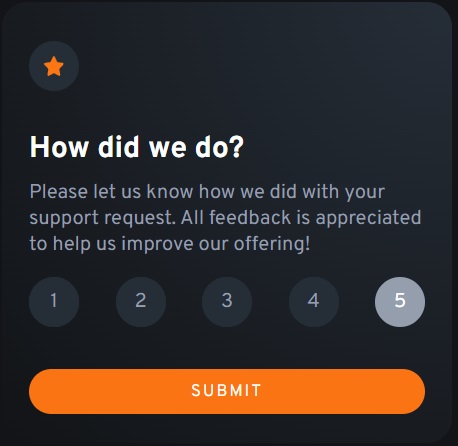 How did we do?
Please let us know how we did with your
support request. All feedback is appreciated
to help us improve our offering!
1 2 3 4 5
SUBMIT